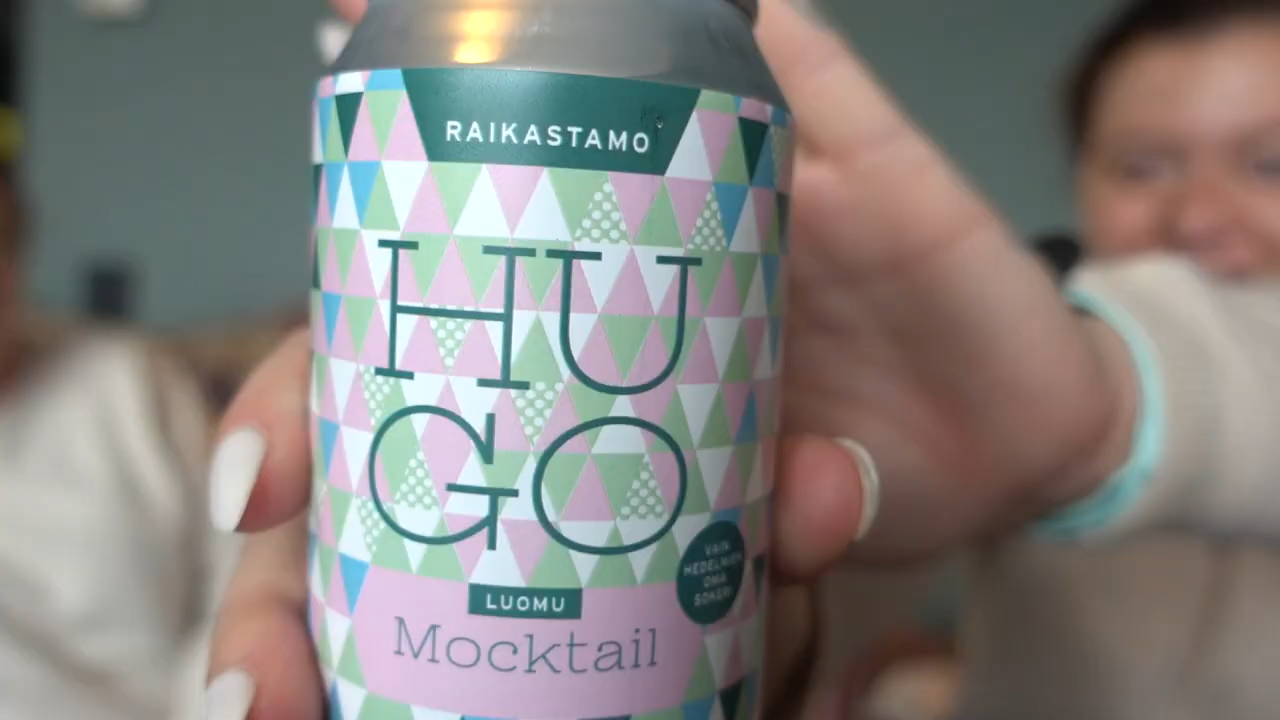 RAIKASTAMO
HU
GO
VAIN
HEDELMIEN
OMA
SOKERI
LUOMU
Mocktail